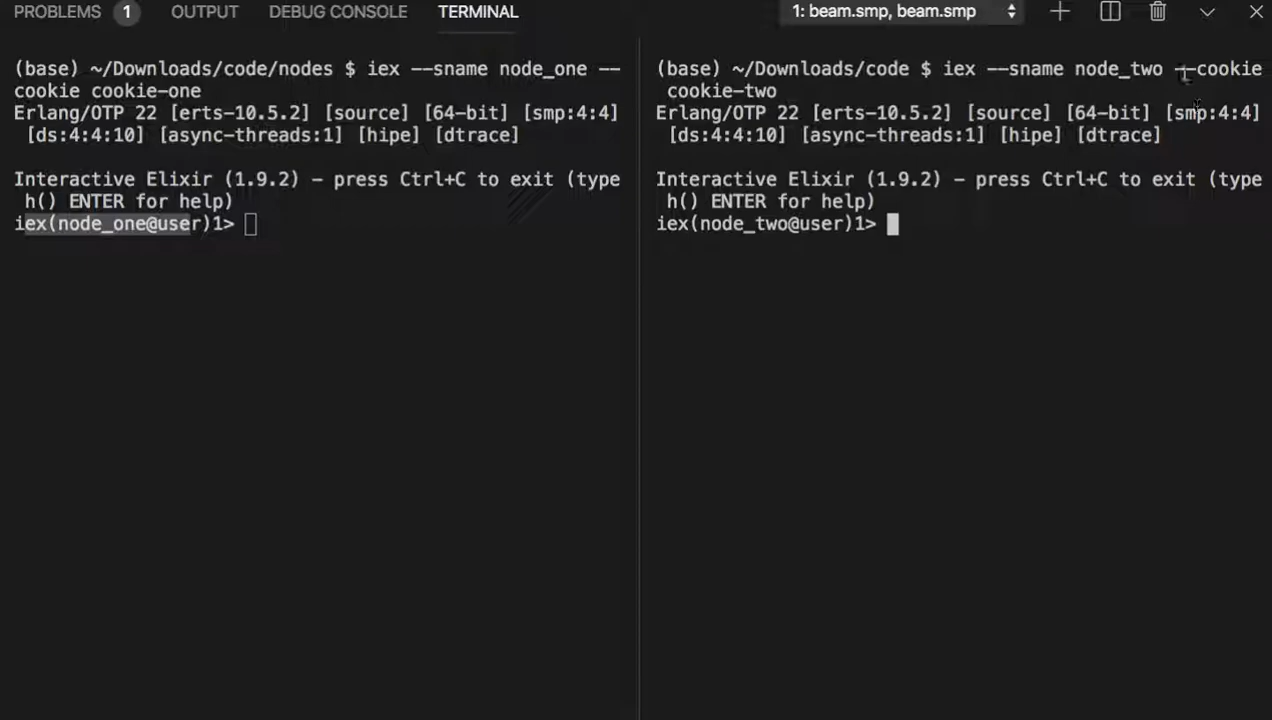 PROBLEMS 1 OUTPUT DEBUG CONSOLE TERMINAL 1: beam.smp, beam.smp
(base) ~/Downloads/code/nodes $ iex --sname node_one --
cookie cookie-one
Erlang/OTP 22 [erts-10.5.2] [source] [64-bit] [smp:4:4]
[ds:4:4:10] [async-threads:1] [hipe] [dtrace]
Interactive Elixir (1.9.2) - press Ctrl+C to exit (type
h() ENTER for help)
iex(node_one@user)1>
(base) ~/Downloads/code $ iex --sname node_two --cookie
cookie-two
Erlang/OTP 22 [erts-10.5.2] [source] [64-bit] [smp:4:4]
[ds:4:4:10] [async-threads:1] [hipe] [dtrace]
Interactive Elixir (1.9.2) - press Ctrl+C to exit (type
h() ENTER for help)
iex(node_two@user)1>